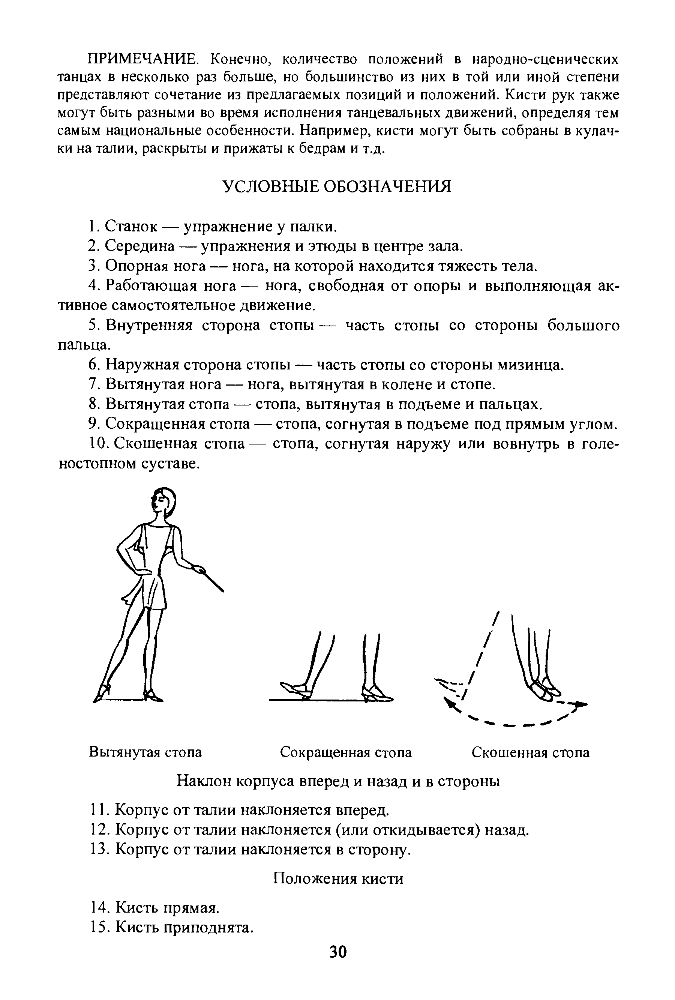 ПРИМЕЧАНИЕ. Конечно, количество положений в народно-сценических
танцах в несколько раз больше, но большинство из них в той или иной степени
представляют сочетание из предлагаемых позиций и положений. Кисти рук также
могут быть разными во время исполнения танцевальных движений, определяя тем
самым национальные особенности. Например, кисти могут быть собраны в кулач-
ки на талии, раскрыты и прижаты к бедрам и т.д.
УСЛОВНЫЕ ОБОЗНАЧЕНИЯ
1. Станок — упражнение у палки.
2. Середина — упражнения и этюды в центре зала.
3. Опорная нога — нога, на которой находится тяжесть тела.
4. Работающая нога — нога, свободная от опоры и выполняющая ак-
тивное самостоятельное движение.
5. Внутренняя сторона стопы — часть стопы со стороны большого
пальца.
6. Наружная сторона стопы — часть стопы со стороны мизинца.
7. Вытянутая нога — нога, вытянутая в колене и стопе.
8. Вытянутая стопа — стопа, вытянутая в подъеме и пальцах.
9. Сокращенная стопа — стопа, согнутая в подъеме под прямым углом.
10. Скошенная стопа — стопа, согнутая наружу или вовнутрь в голе-
ностопном суставе.
Вытянутая стопа Сокращенная стопа Скошенная стопа
Наклон корпуса вперед и назад и в стороны
11. Корпус от талии наклоняется вперед.
12. Корпус от талии наклоняется (или откидывается) назад.
13. Корпус от талии наклоняется в сторону.
Положения кисти
14. Кисть прямая.
15. Кисть приподнята.
30